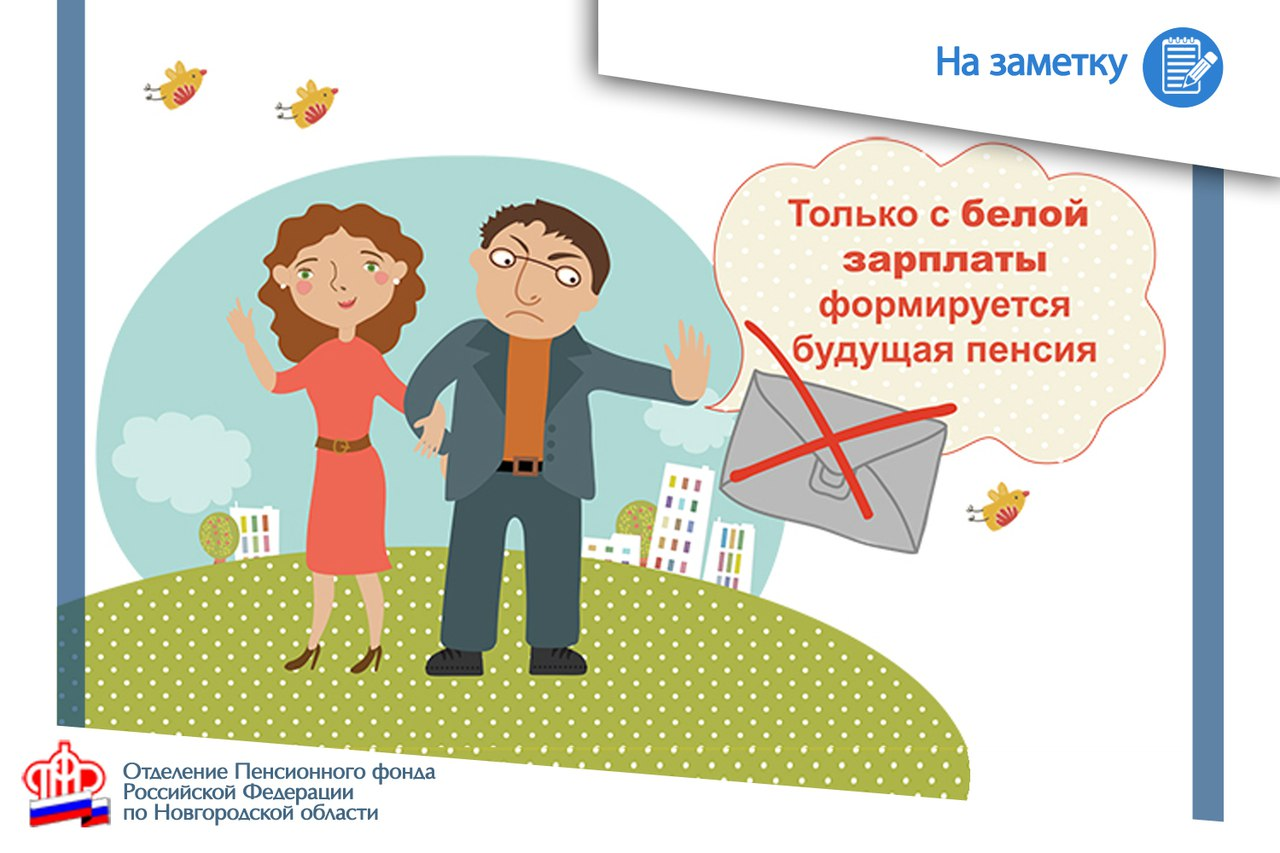 На заметку
Только с белой
зарплаты
формируется
будущая пенсия
Отделение Пенсионного фонда
Российской Федерации
по Новгородской области